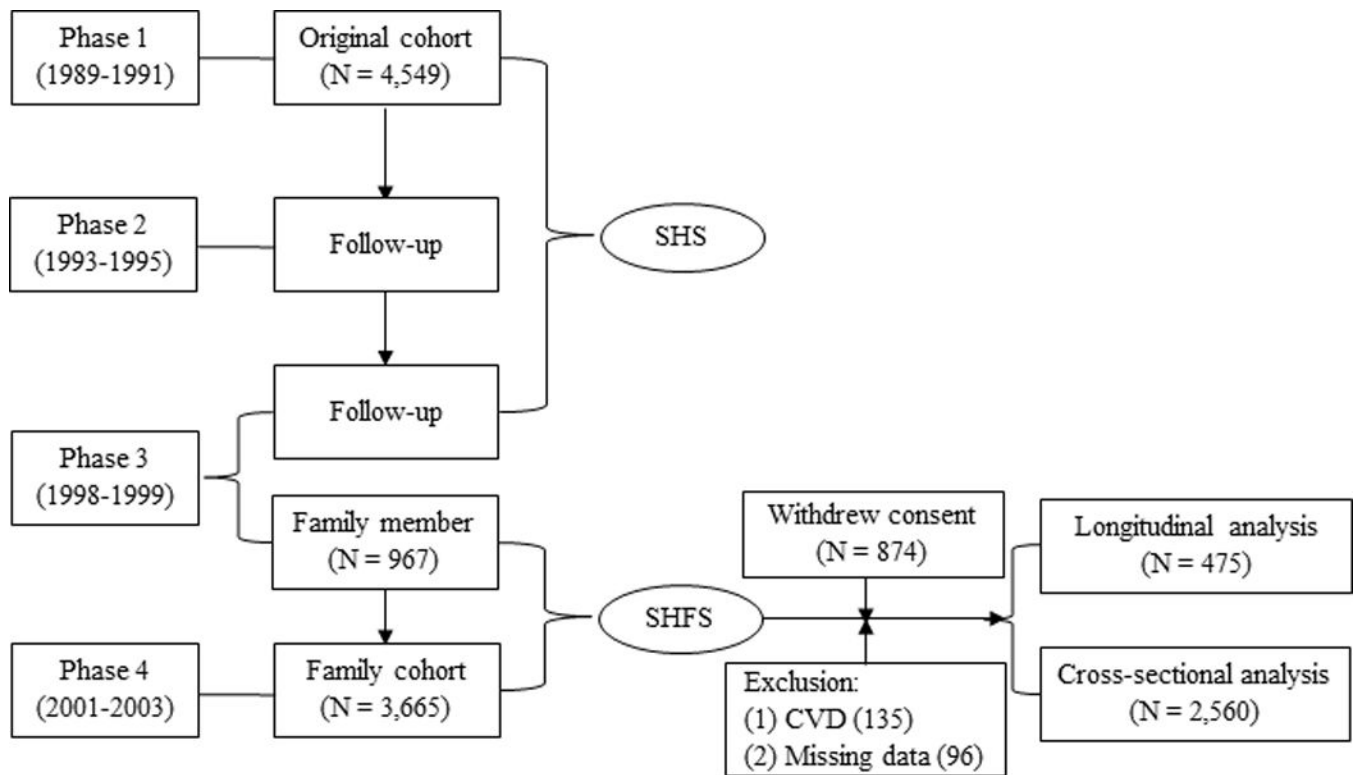 Phase 1
(1989-1991)
Original cohort
(N = 4,549)
Phase 2
(1993-1995)
Follow-up
SHS
Follow-up
Phase 3
(1998-1999)
Family member
(N = 967)
Withdrew consent
(N = 874)
Longitudinal analysis
(N = 475)
SHFS
Phase 4
(2001-2003)
Family cohort
(N = 3,665)
Exclusion:
(1) CVD (135)
(2) Missing data (96)
Cross-sectional analysis
(N = 2,560)